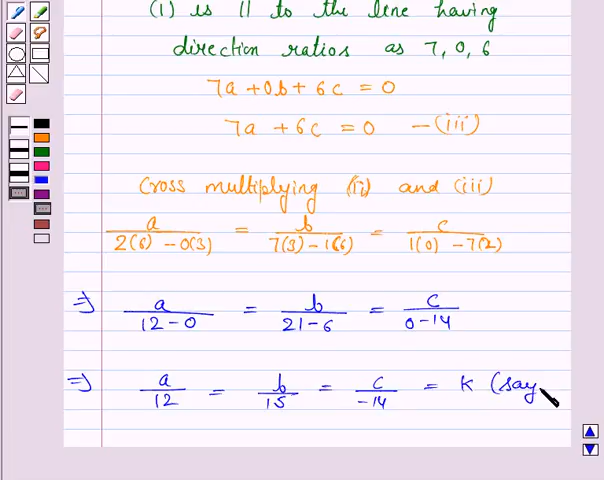 (i) is || to the line having
direction ratios as 7, 0, 6
7a + 0b + 6c = 0
7a + 6c = 0 - (iii)
Cross multiplying (ii) and (iii)
a/2(6) - 0(3) = b/7(3) - 1(6) = c/1(0) - 7(2)
⇒ a/12 - 0 = b/21 - 6 = c/0 - 14
⇒ a/12 = b/15 = c/-14 = K (say